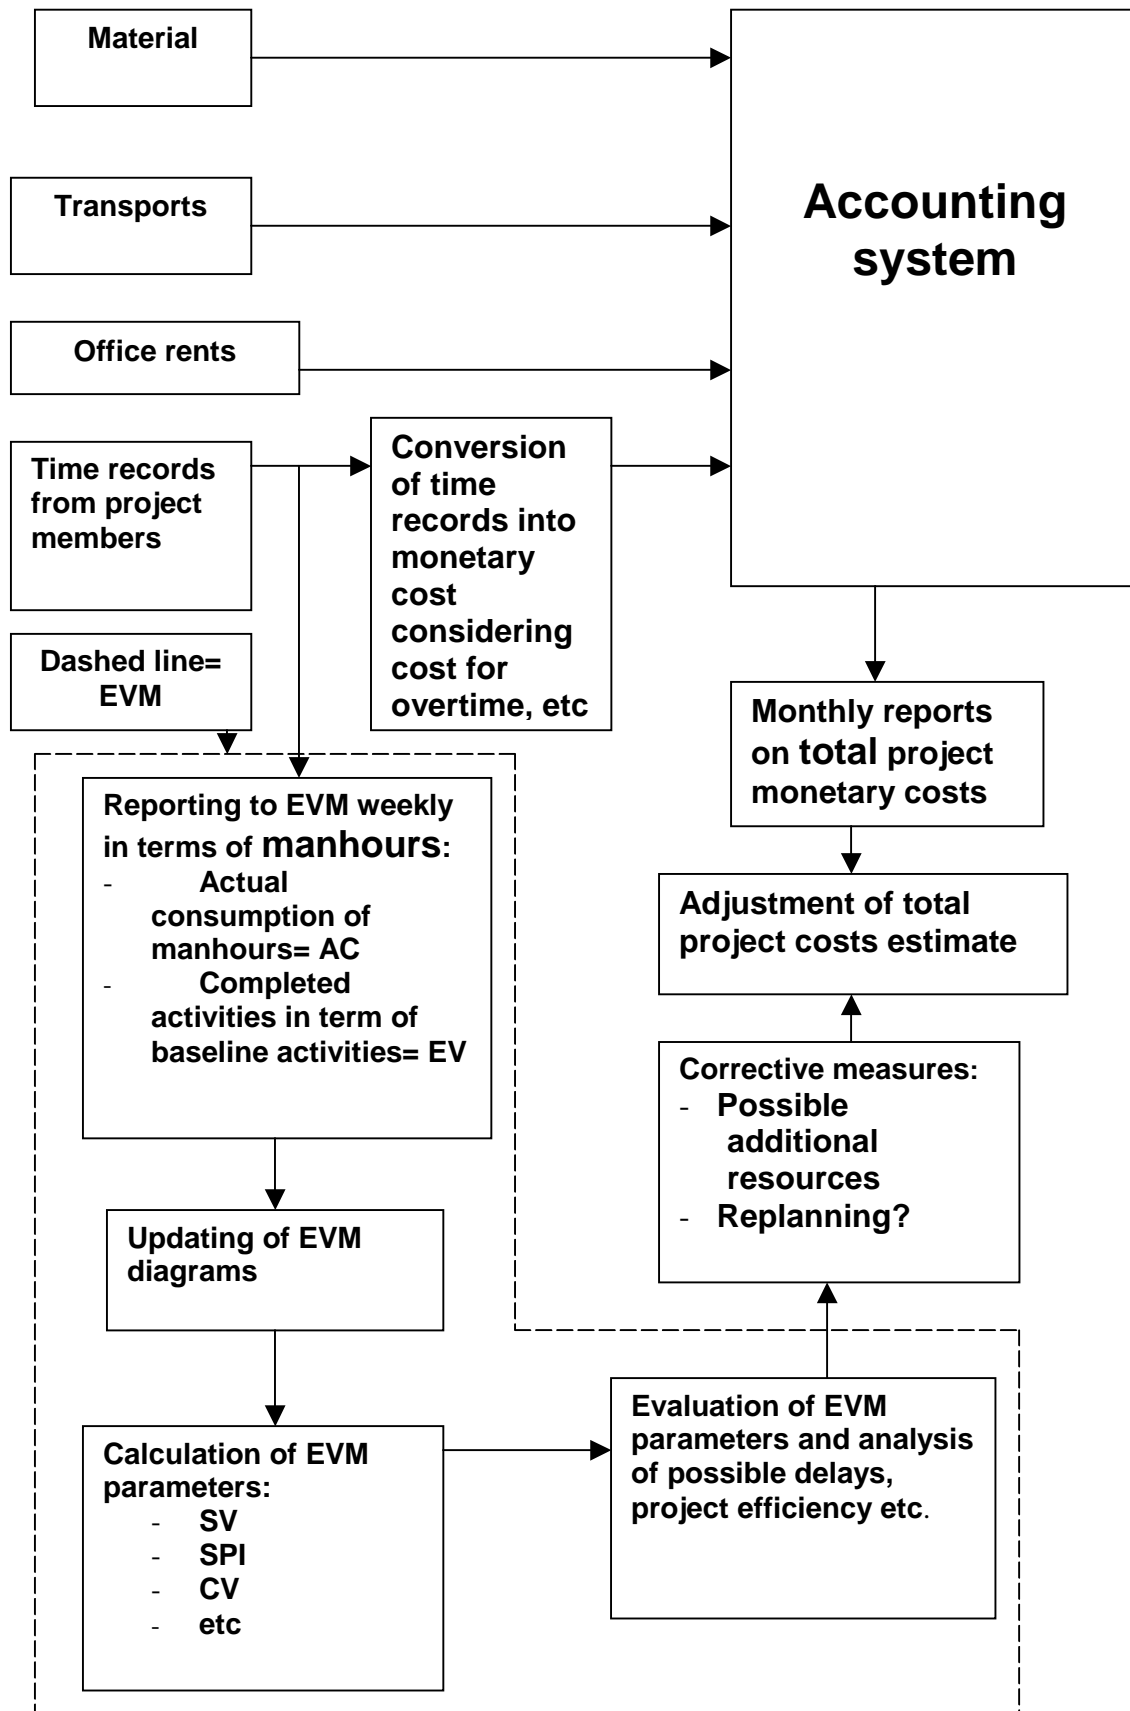 Material
Accounting
system
Transports
Office rents
Time records
from project
members
Conversion
of time
records into
monetary
cost
considering
cost for
overtime, etc
Dashed line=
EVM
Monthly reports
on total project
monetary costs
Reporting to EVM weekly
in terms of manhours:
- Actual
consumption of
manhours= AC
- Completed
activities in term of
baseline activities= EV
Adjustment of total
project costs estimate
Corrective measures:
- Possible
additional
resources
- Replanning?
Updating of EVM
diagrams
Calculation of EVM
parameters:
- SV
- SPI
- CV
- etc
Evaluation of EVM
parameters and analysis
of possible delays,
project efficiency etc.